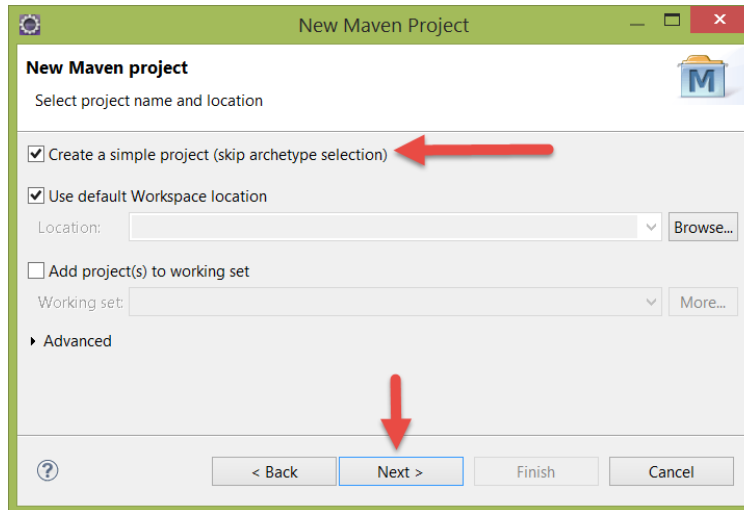 New Maven Project
New Maven project
Select project name and location
M
Create a simple project (skip archetype selection)
Use default Workspace location
Location:
Browse...
Add project(s) to working set
Working set:
More...
Advanced
?
< Back
Next >
Finish
Cancel